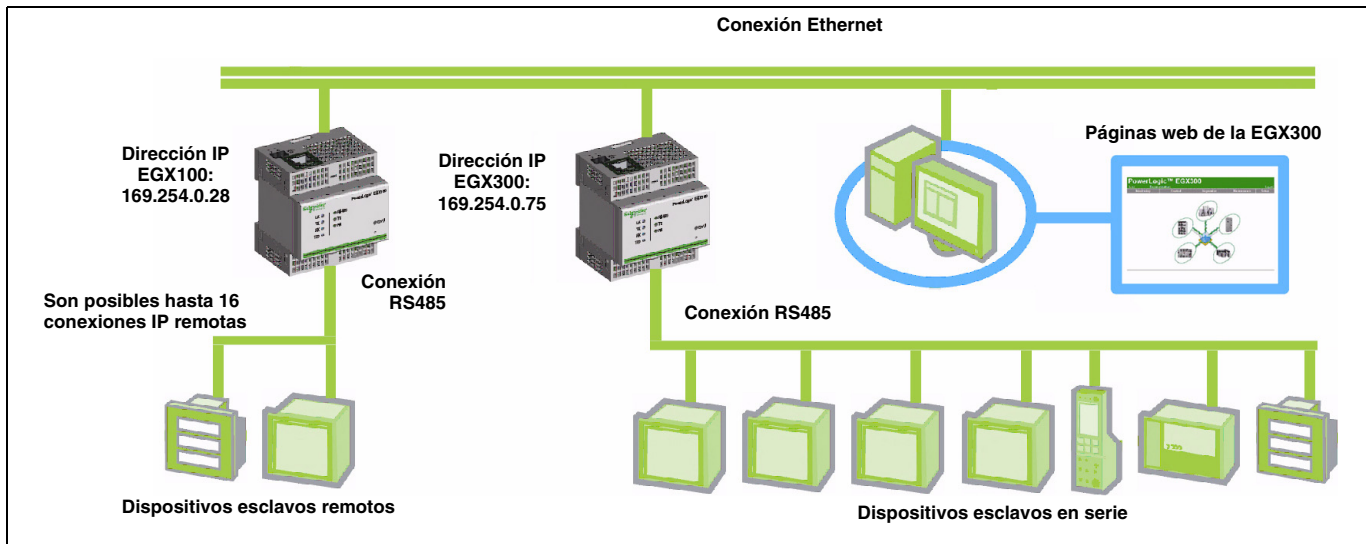 Conexión Ethernet
Dirección IP
EGX100:
169.254.0.28
Dirección IP
EGX300:
169.254.0.75
Páginas web de la EGX300
PowerLogic™ EGX300
Conexión
RS485
Son posibles hasta 16
conexiones IP remotas
Conexión RS485
Dispositivos esclavos remotos
Dispositivos esclavos en serie